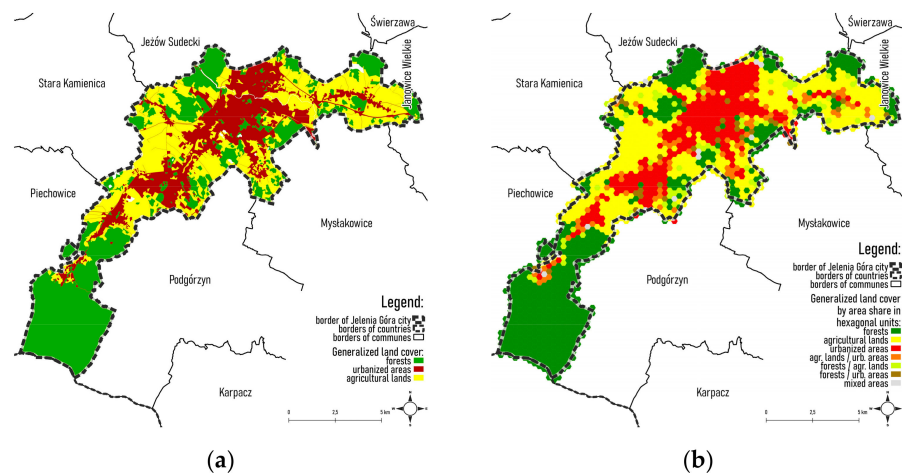 Świerzawa
Jeżów Sudecki
Stara Kamienica
Janowice Wielkie
Piechowice
Mysłakowice
Podgórzyn
Karpacz
Legend:
border of Jelenia Góra city
borders of countries
borders of communes
Generalized land cover:
forests
urbanized areas
agricultural lands
0 2,5 5 km
N
W E
S
(a)
Świerzawa
Jeżów Sudecki
Stara Kamienica
Janowice Wielkie
Piechowice
Mysłakowice
Podgórzyn
Karpacz
Legend:
border of Jelenia Góra city
borders of countries
borders of communes
Generalized land cover
by area share in
hexagonal units:
forests
agricultural lands
urbanized areas
agr. lands / urb. areas
forests / agr. lands
forests / urb. areas
mixed areas
0 2,5 5 km
N
W E
S
(b)